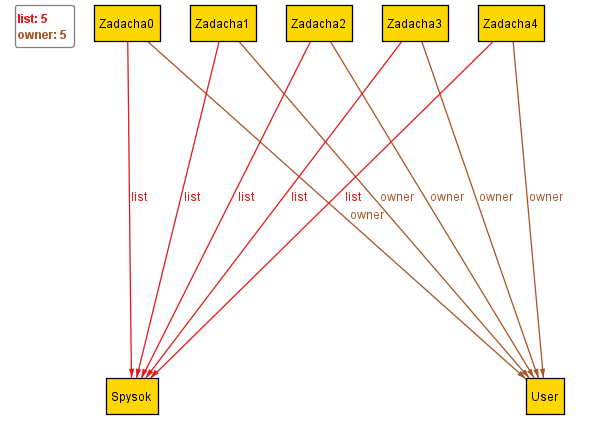 list: 5
owner: 5
Zadacha0
Zadacha1
Zadacha2
Zadacha3
Zadacha4
list
list
list
list
list
owner
owner
owner
owner
owner
Spysok
User